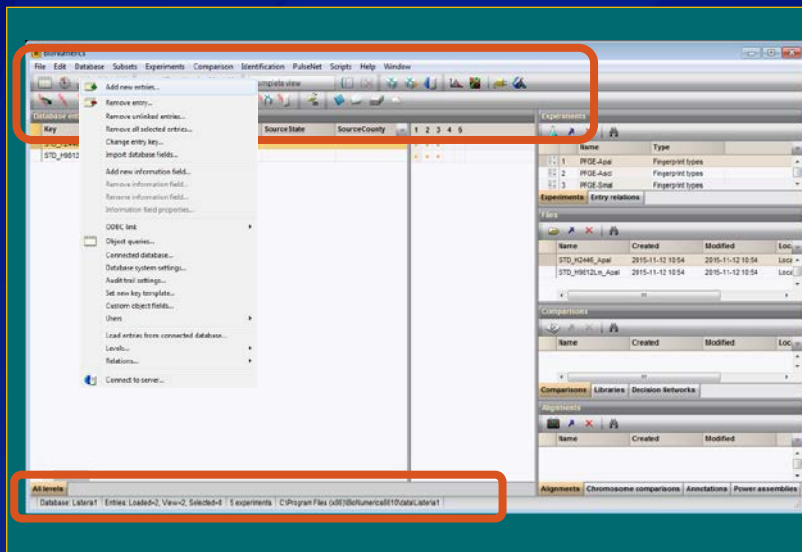 BioNumerics
File Edit Database Subsets Experiments Comparison Identification PulseNet Scripts Help Window
Complete view
Key SourceState SourceCounty 1 2 3 4 5
Add new entries...
Remove entry...
Remove unlinked entries...
Remove all selected entries...
Change entry key...
Import database fields...
Add new information field...
Remove information field...
Rename information field...
Information field properties...
ODBC link
Object queries...
Connected database...
Database system settings...
Audit trail settings...
Set new key template...
Custom object fields...
Users
Load entries from connected database...
Levels...
Relations...
Connect to server...
Experiments
Name Type
1 PFGE-ApaI Fingerprint types
2 PFGE-AscI Fingerprint types
3 PFGE-SmaI Fingerprint types
Experiments Entry relations
Files
Name Created Modified
STD_H2446_ApaI 2015-11-12 10:54 2015-11-12 10:54
STD_H9812Lm_ApaI 2015-11-12 10:54 2015-11-12 10:54
Comparisons
Name Created Modified
Comparisons Libraries Decision Networks
Alignments
Name Created Modified
Alignments Chromosome comparisons Annotations Power assemblies
All levels
Entries: Loaded=2, View=2, 5 experiments